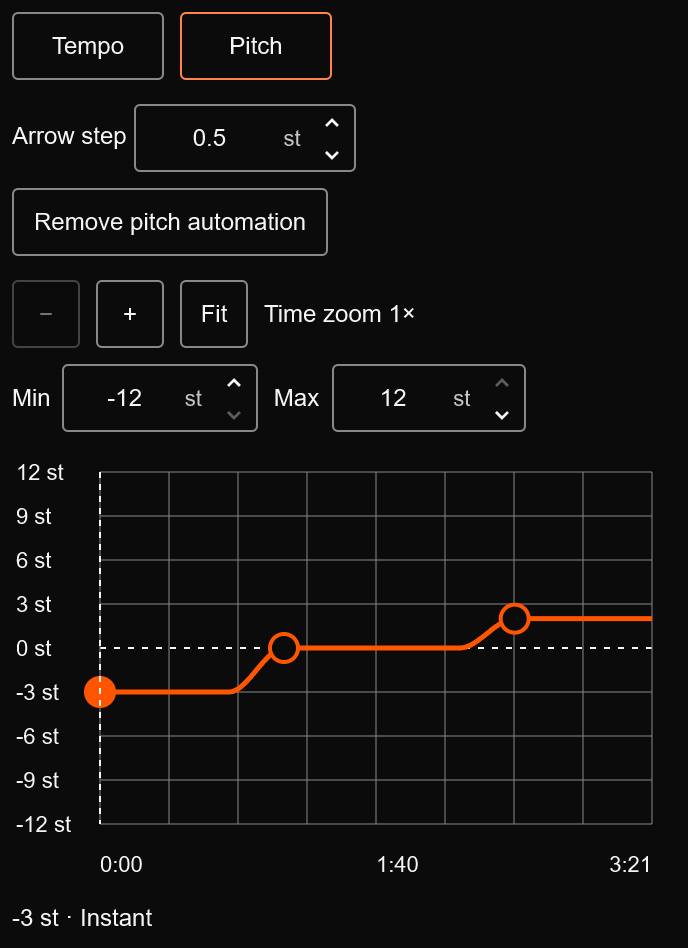 Tempo Pitch
Arrow step 0.5 st
Remove pitch automation
− + Fit Time zoom 1×
Min -12 st Max 12 st
12 st
9 st
6 st
3 st
0 st
-3 st
-6 st
-9 st
-12 st
0:00 1:40 3:21
-3 st · Instant